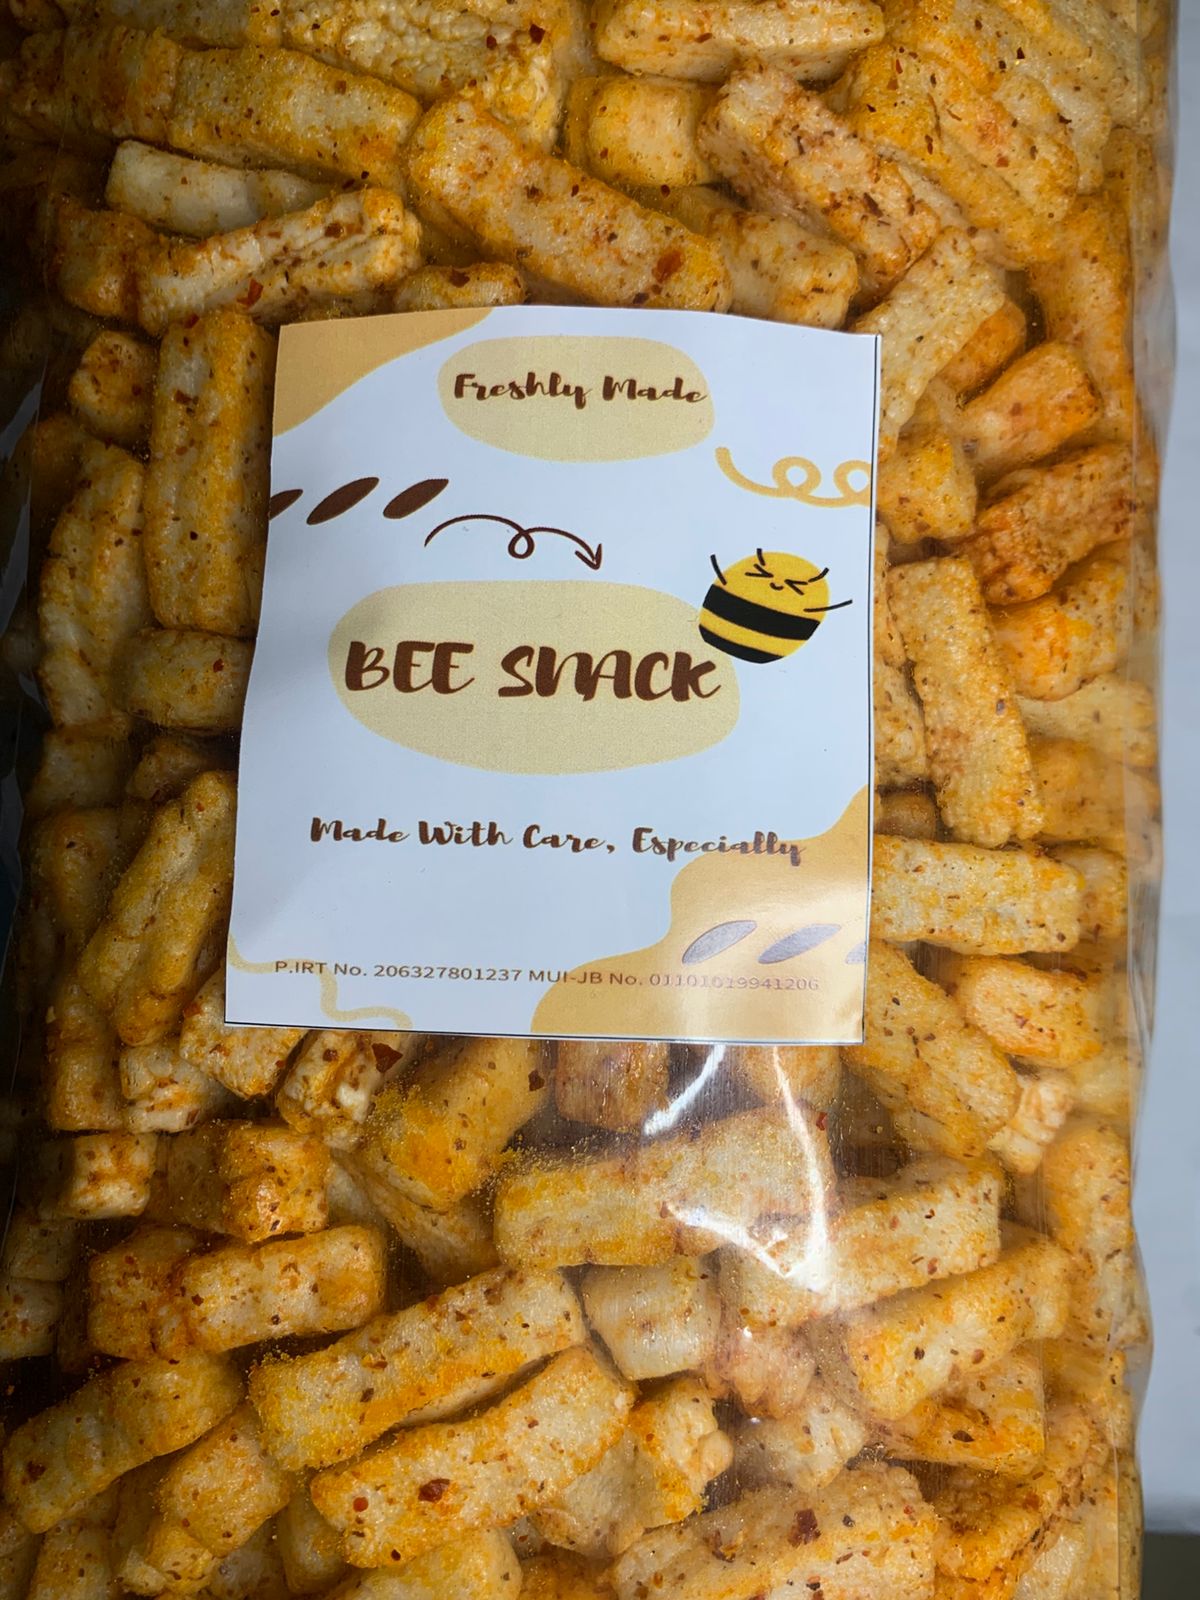 Freshly Made
BEE SNACK
Made With Care, Especially
P.IRT No. 206327801237 MUI-JB No. 01101019941206